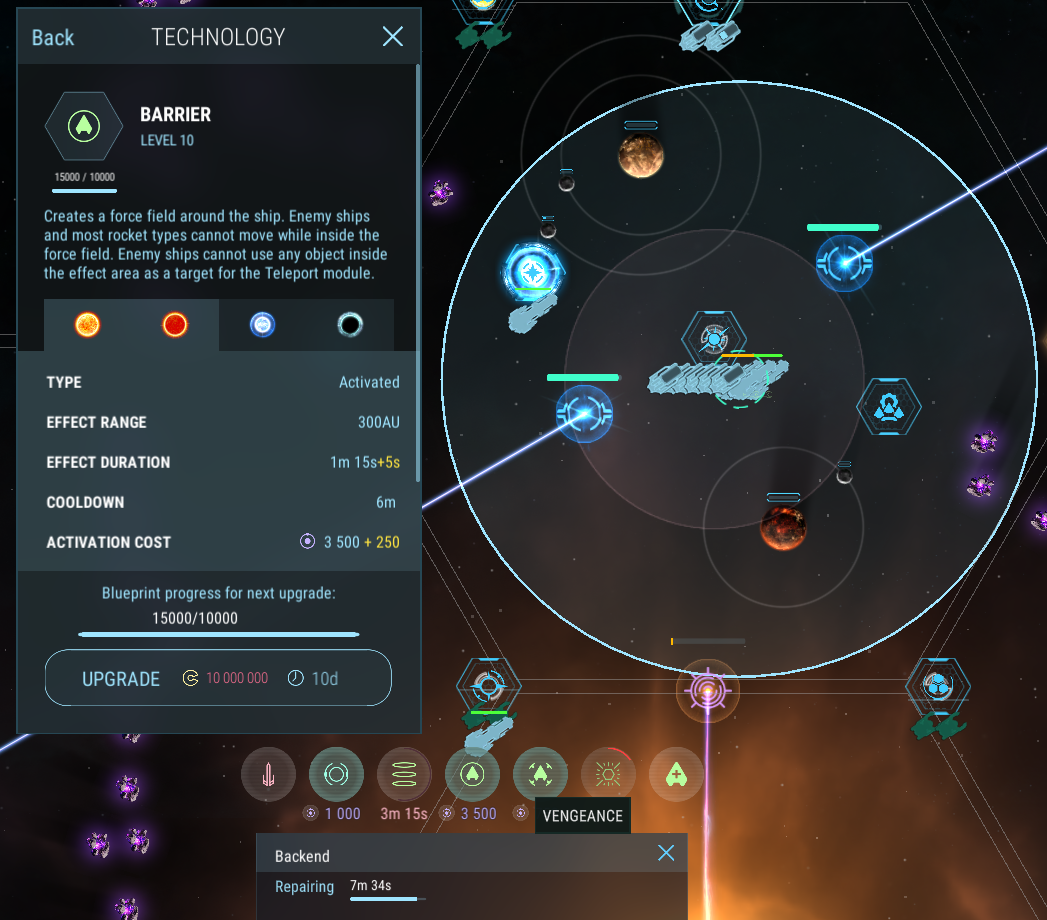 Back
TECHNOLOGY
BARRIER
LEVEL 10
15000 / 10000
Creates a force field around the ship. Enemy ships
and most rocket types cannot move while inside the
force field. Enemy ships cannot use any object inside
the effect area as a target for the Teleport module.
TYPE Activated
EFFECT RANGE 300AU
EFFECT DURATION 1m 15s+5s
COOLDOWN 6m
ACTIVATION COST 3 500 + 250
Blueprint progress for next upgrade:
15000/10000
UPGRADE 10 000 000 10d
1 000 3m 15s 3 500
VENGEANCE
Backend
Repairing 7m 34s